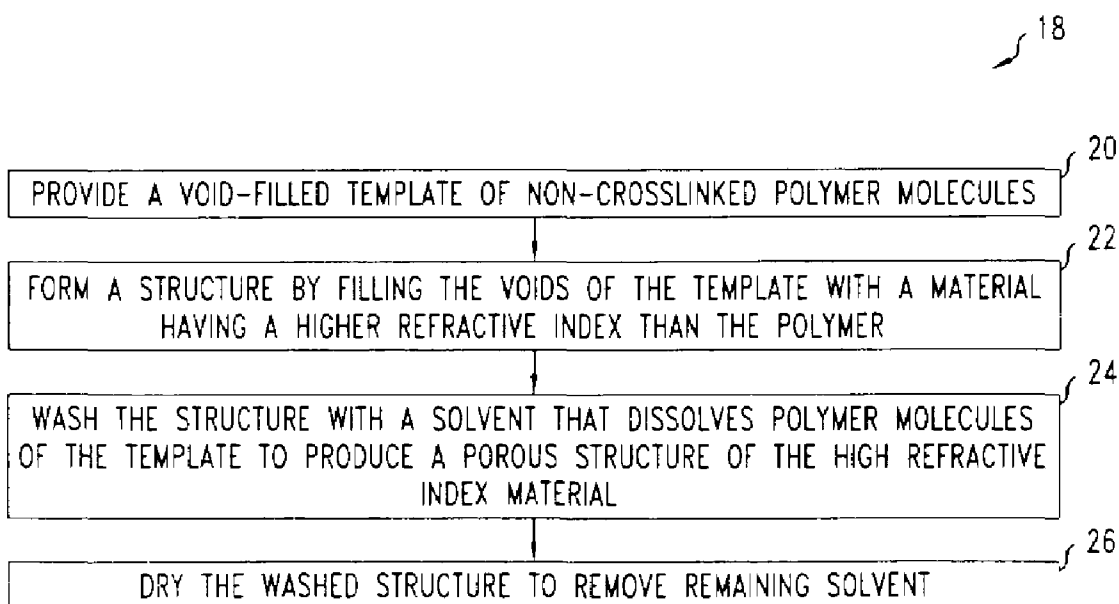 18
20
PROVIDE A VOID-FILLED TEMPLATE OF NON-CROSSLINKED POLYMER MOLECULES
22
FORM A STRUCTURE BY FILLING THE VOIDS OF THE TEMPLATE WITH A MATERIAL
HAVING A HIGHER REFRACTIVE INDEX THAN THE POLYMER
24
WASH THE STRUCTURE WITH A SOLVENT THAT DISSOLVES POLYMER MOLECULES
OF THE TEMPLATE TO PRODUCE A POROUS STRUCTURE OF THE HIGH REFRACTIVE
INDEX MATERIAL
26
DRY THE WASHED STRUCTURE TO REMOVE REMAINING SOLVENT